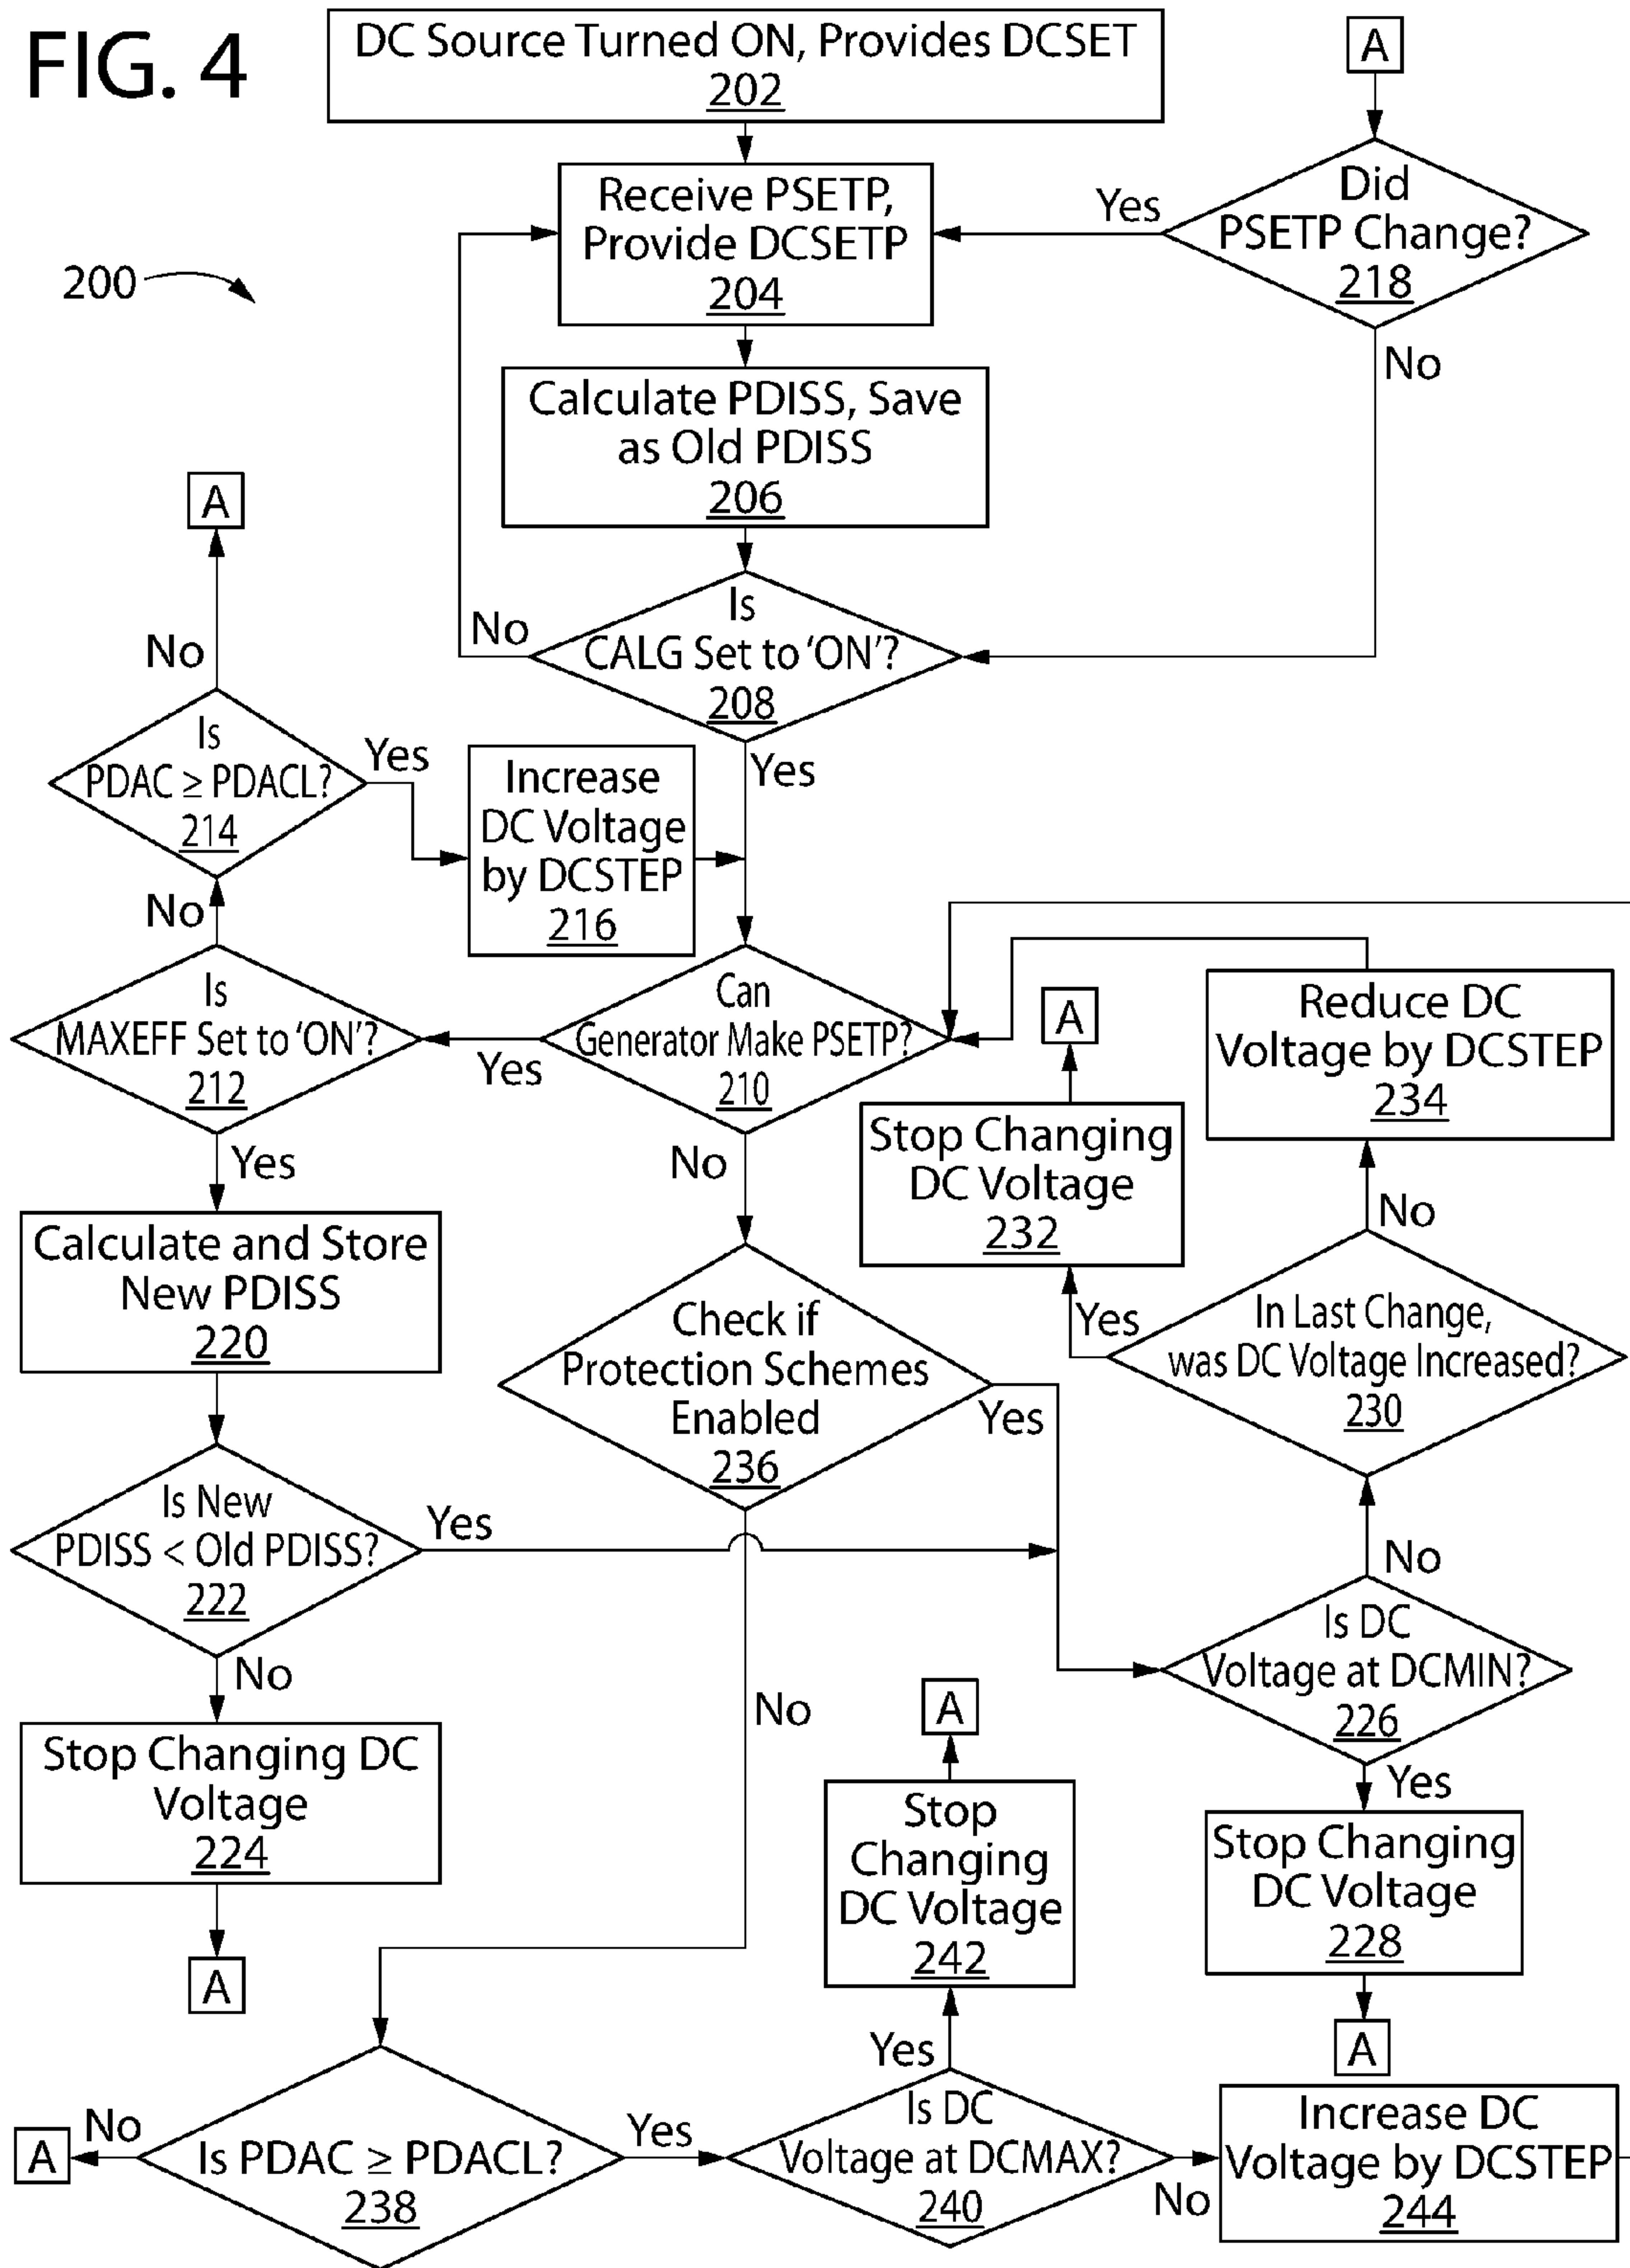 FIG. 4
DC Source Turned ON, Provides DCSET
202
A
Receive PSETP,
Provide DCSETP
204
Yes
Did
PSETP Change?
218
200
No
Calculate PDISS, Save
as Old PDISS
206
A
No
Is
CALG Set to 'ON'?
208
No
Is
PDAC ≥ PDACL?
214
Yes
Increase
DC Voltage
by DCSTEP
216
Yes
No
Is
MAXEFF Set to 'ON'?
212
Yes
Can
Generator Make PSETP?
210
A
Reduce DC
Voltage by DCSTEP
234
Yes
No
Stop Changing
DC Voltage
232
No
Calculate and Store
New PDISS
220
Check if
Protection Schemes
Enabled
236
Yes
Yes
In Last Change,
was DC Voltage Increased?
230
Is New
PDISS < Old PDISS?
222
Yes
No
Is DC
Voltage at DCMIN?
226
No
No
A
Yes
Stop Changing DC
Voltage
224
Stop
Changing
DC Voltage
242
Stop Changing
DC Voltage
228
A
Yes
A
No
A
Is PDAC ≥ PDACL?
238
Yes
Is DC
Voltage at DCMAX?
240
No
Increase DC
Voltage by DCSTEP
244